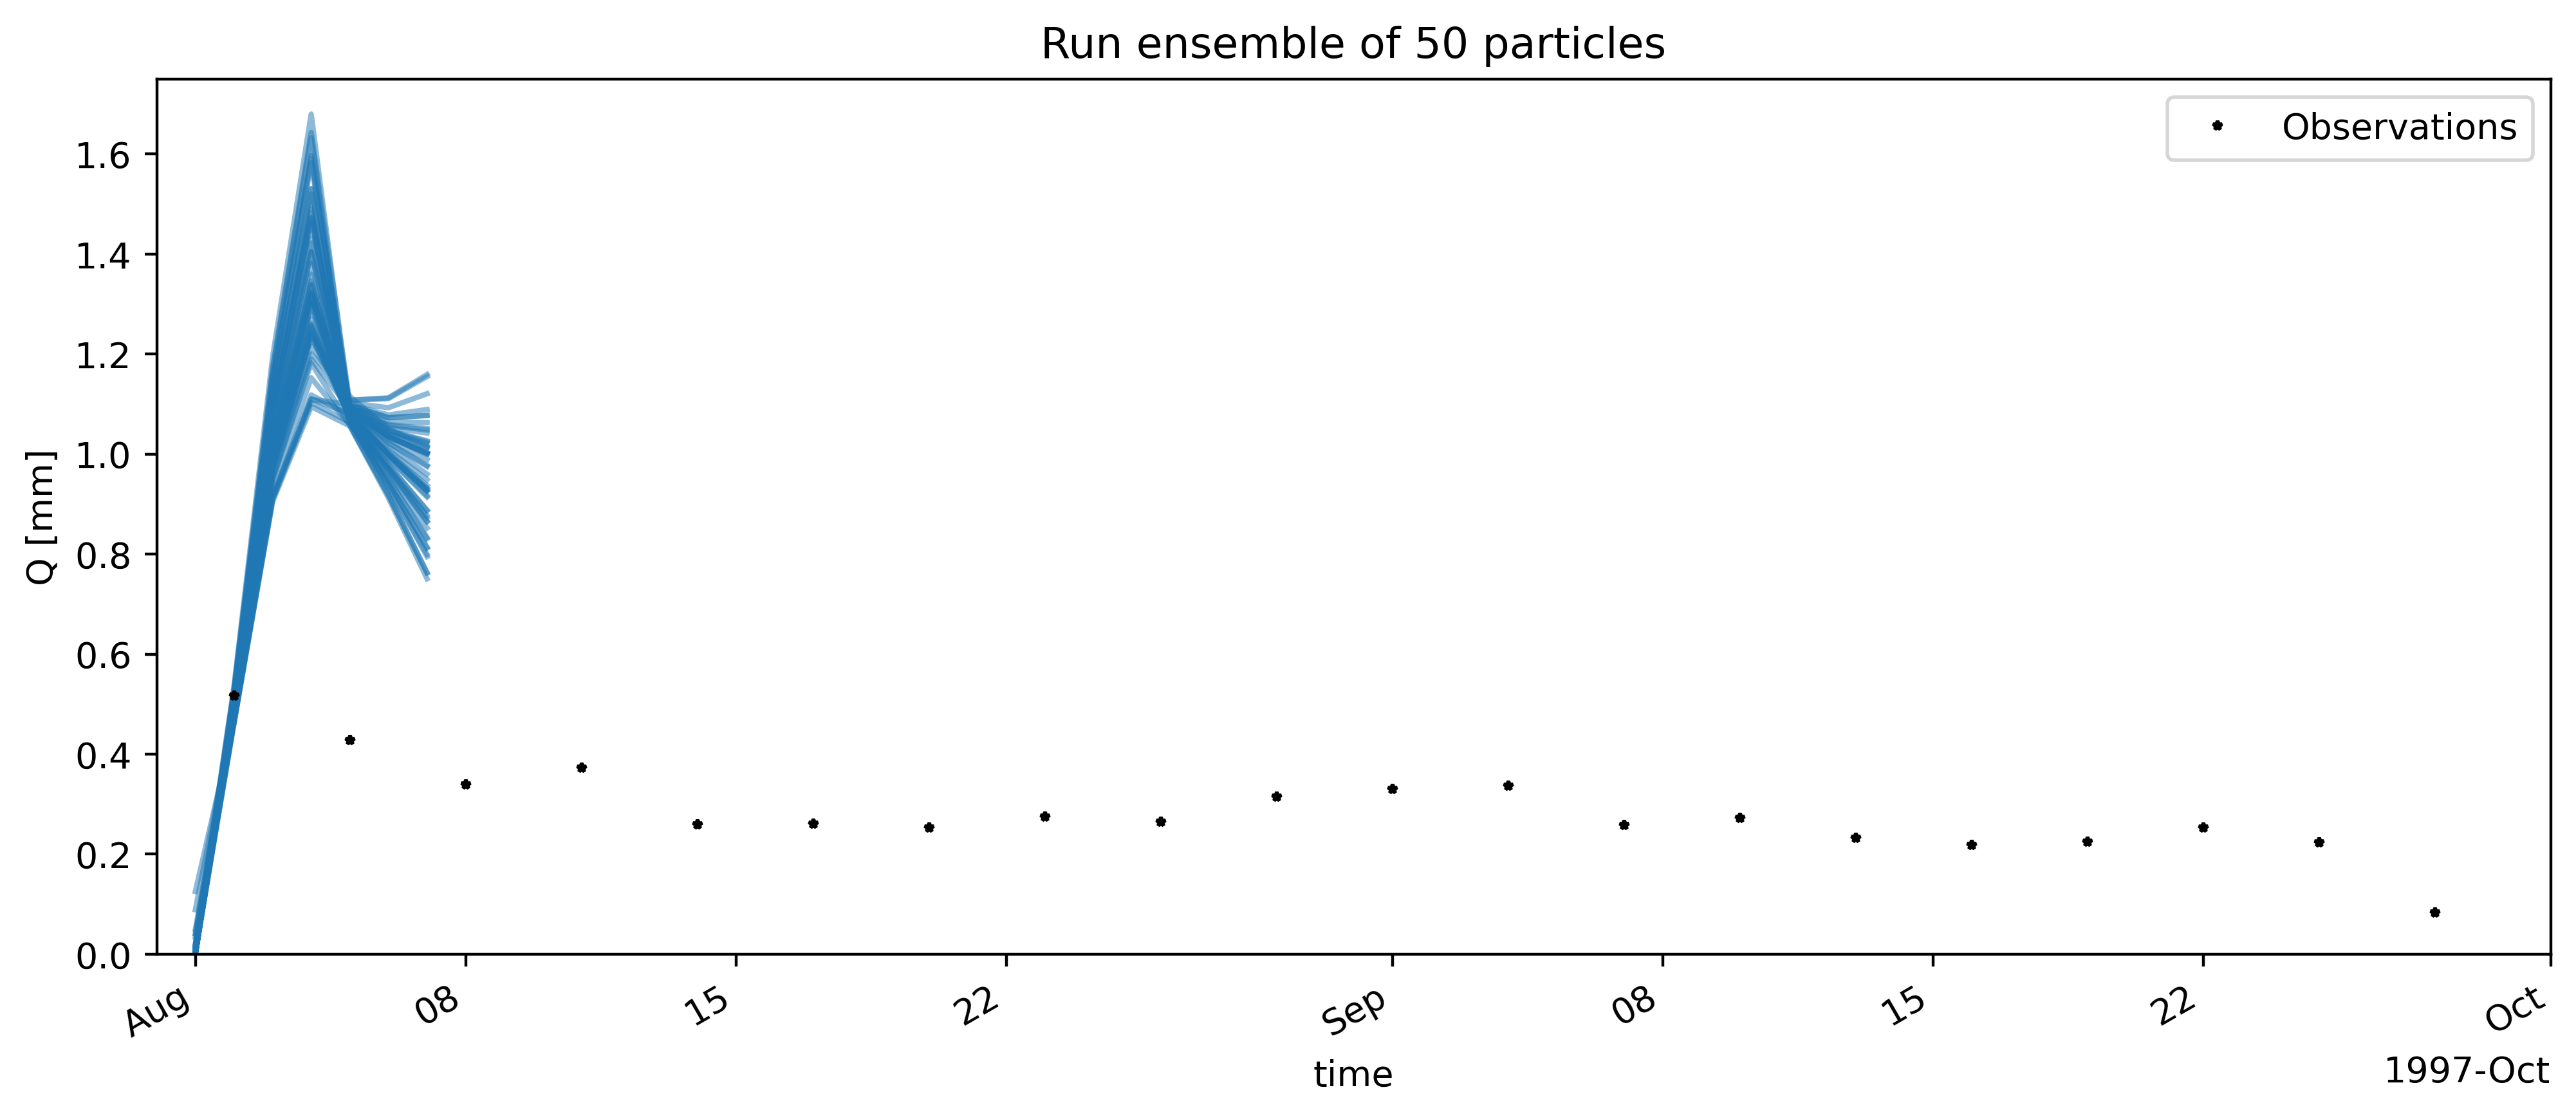 Run ensemble of 50 particles
Observations
Q [mm]
1.6
1.4
1.2
1.0
0.8
0.6
0.4
0.2
0.0
Aug 08 15 22 Sep 08 15 22 Oct
time
1997-Oct